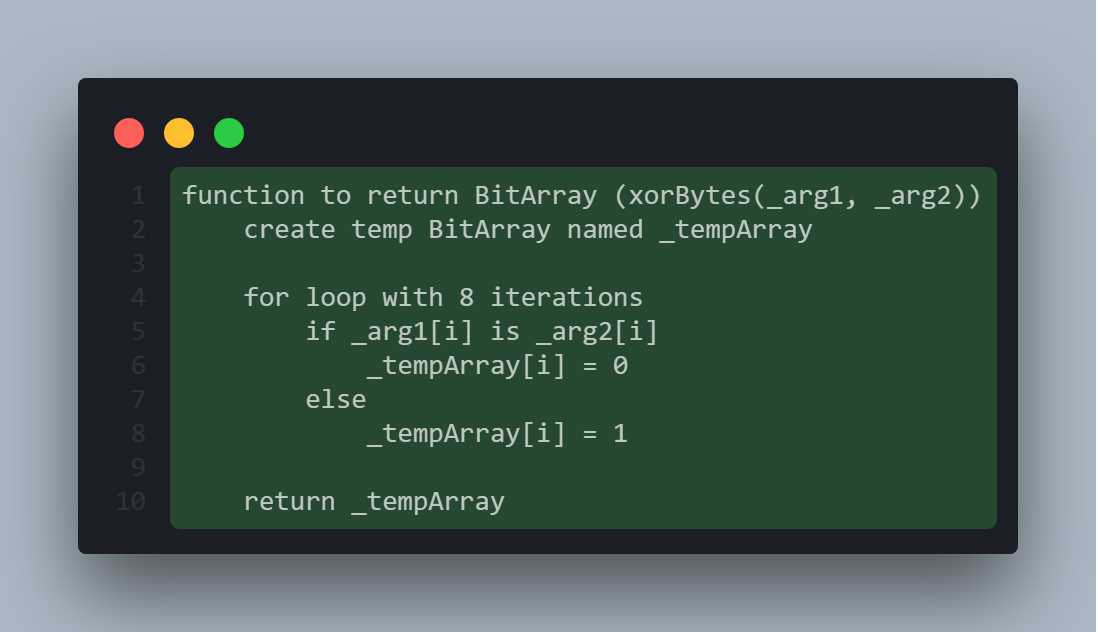 1 function to return BitArray (xorBytes(_arg1, _arg2))
2     create temp BitArray named _tempArray
3
4     for loop with 8 iterations
5         if _arg1[i] is _arg2[i]
6             _tempArray[i] = 0
7         else
8             _tempArray[i] = 1
9
10     return _tempArray